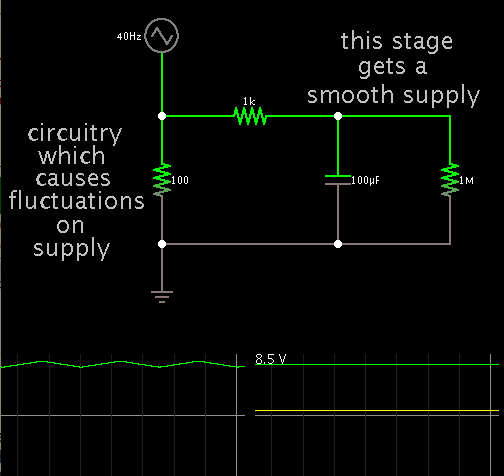 40Hz
this stage
gets a
smooth supply
1k
circuitry
which
causes
fluctuations
on
supply
100
100µF
1M
8.5 V